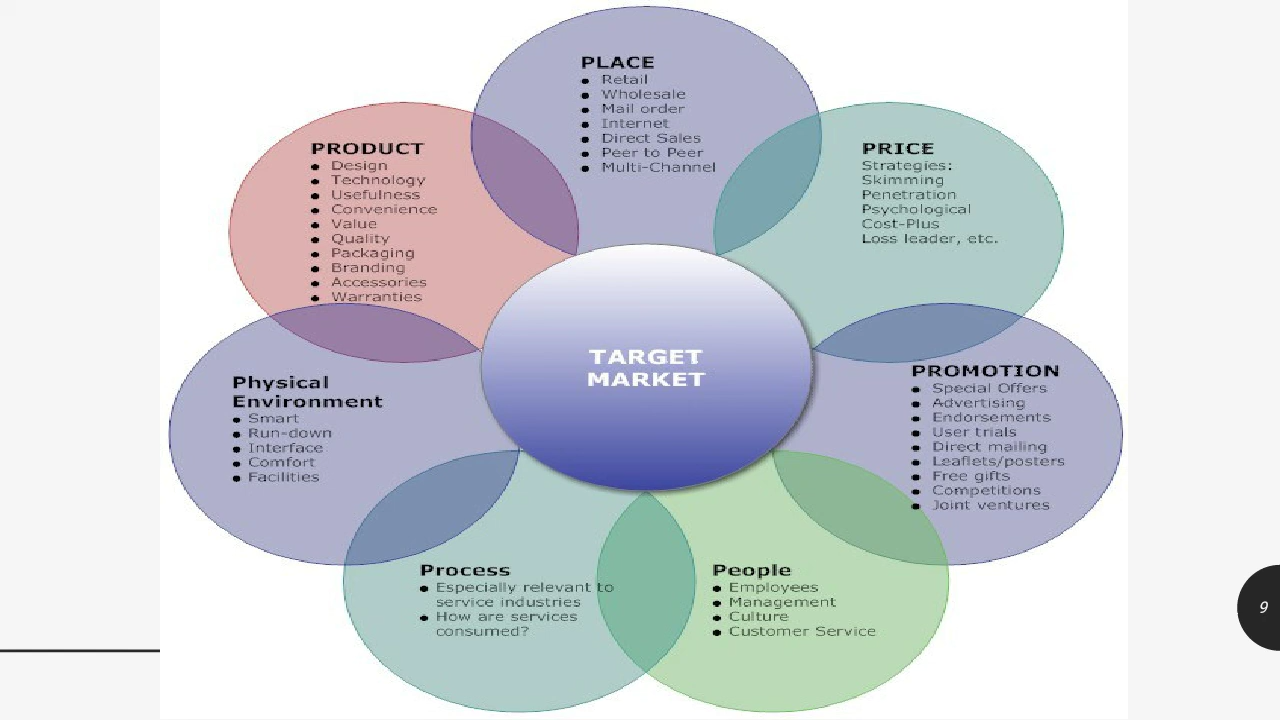 PLACE
● Retail
● Wholesale
● Mail order
● Internet
● Direct Sales
● Peer to Peer
● Multi-Channel
PRODUCT
● Design
● Technology
● Usefulness
● Convenience
● Value
● Quality
● Packaging
● Branding
● Accessories
● Warranties
PRICE
Strategies:
Skimming
Penetration
Psychological
Cost-Plus
Loss leader, etc.
TARGET
MARKET
Physical
Environment
● Smart
● Run-down
● Interface
● Comfort
● Facilities
PROMOTION
● Special Offers
● Advertising
● Endorsements
● User trials
● Direct mailing
● Leaflets/posters
● Free gifts
● Competitions
● Joint ventures
Process
● Especially relevant to
service industries
● How are services
consumed?
People
● Employees
● Management
● Culture
● Customer Service
9